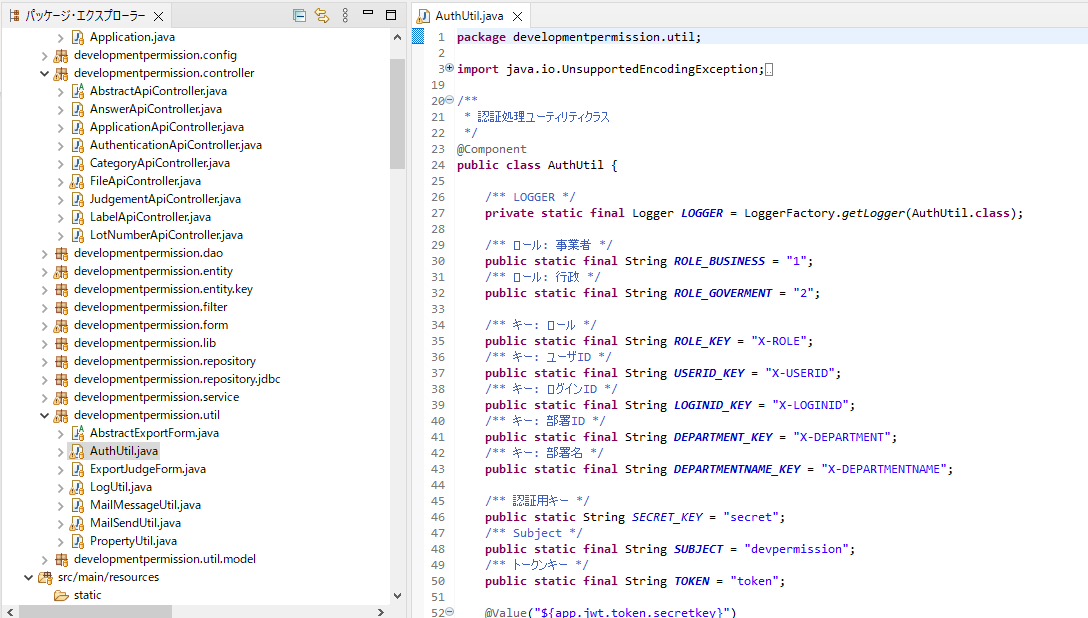 パッケージ・エクスプローラー
Application.java
developmentpermission.config
developmentpermission.controller
AbstractApiController.java
AnswerApiController.java
ApplicationApiController.java
AuthenticationApiController.java
CategoryApiController.java
FileApiController.java
JudgementApiController.java
LabelApiController.java
LotNumberApiController.java
developmentpermission.dao
developmentpermission.entity
developmentpermission.entity.key
developmentpermission.filter
developmentpermission.form
developmentpermission.lib
developmentpermission.repository
developmentpermission.repository.jdbc
developmentpermission.service
developmentpermission.util
AbstractExportForm.java
AuthUtil.java
ExportJudgeForm.java
LogUtil.java
MailMessageUtil.java
MailSendUtil.java
PropertyUtil.java
developmentpermission.util.model
src/main/resources
static
AuthUtil.java
1 package developmentpermission.util;
2
3 import java.io.UnsupportedEncodingException;
19
20 /**
21 * 認証処理ユーティリティクラス
22 */
23 @Component
24 public class AuthUtil {
25
26 /** LOGGER */
27 private static final Logger LOGGER = LoggerFactory.getLogger(AuthUtil.class);
28
29 /** ロール: 事業者 */
30 public static final String ROLE_BUSINESS = "1";
31 /** ロール: 行政 */
32 public static final String ROLE_GOVERMENT = "2";
33
34 /** キー: ロール */
35 public static final String ROLE_KEY = "X-ROLE";
36 /** キー: ユーザID */
37 public static final String USERID_KEY = "X-USERID";
38 /** キー: ログインID */
39 public static final String LOGINID_KEY = "X-LOGINID";
40 /** キー: 部署ID */
41 public static final String DEPARTMENT_KEY = "X-DEPARTMENT";
42 /** キー: 部署名 */
43 public static final String DEPARTMENTNAME_KEY = "X-DEPARTMENTNAME";
44
45 /** 認証用キー */
46 public static String SECRET_KEY = "secret";
47 /** Subject */
48 public static final String SUBJECT = "devpermission";
49 /** トークンキー */
50 public static final String TOKEN = "token";
51
52 @Value("${app.jwt.token.secretkey}")